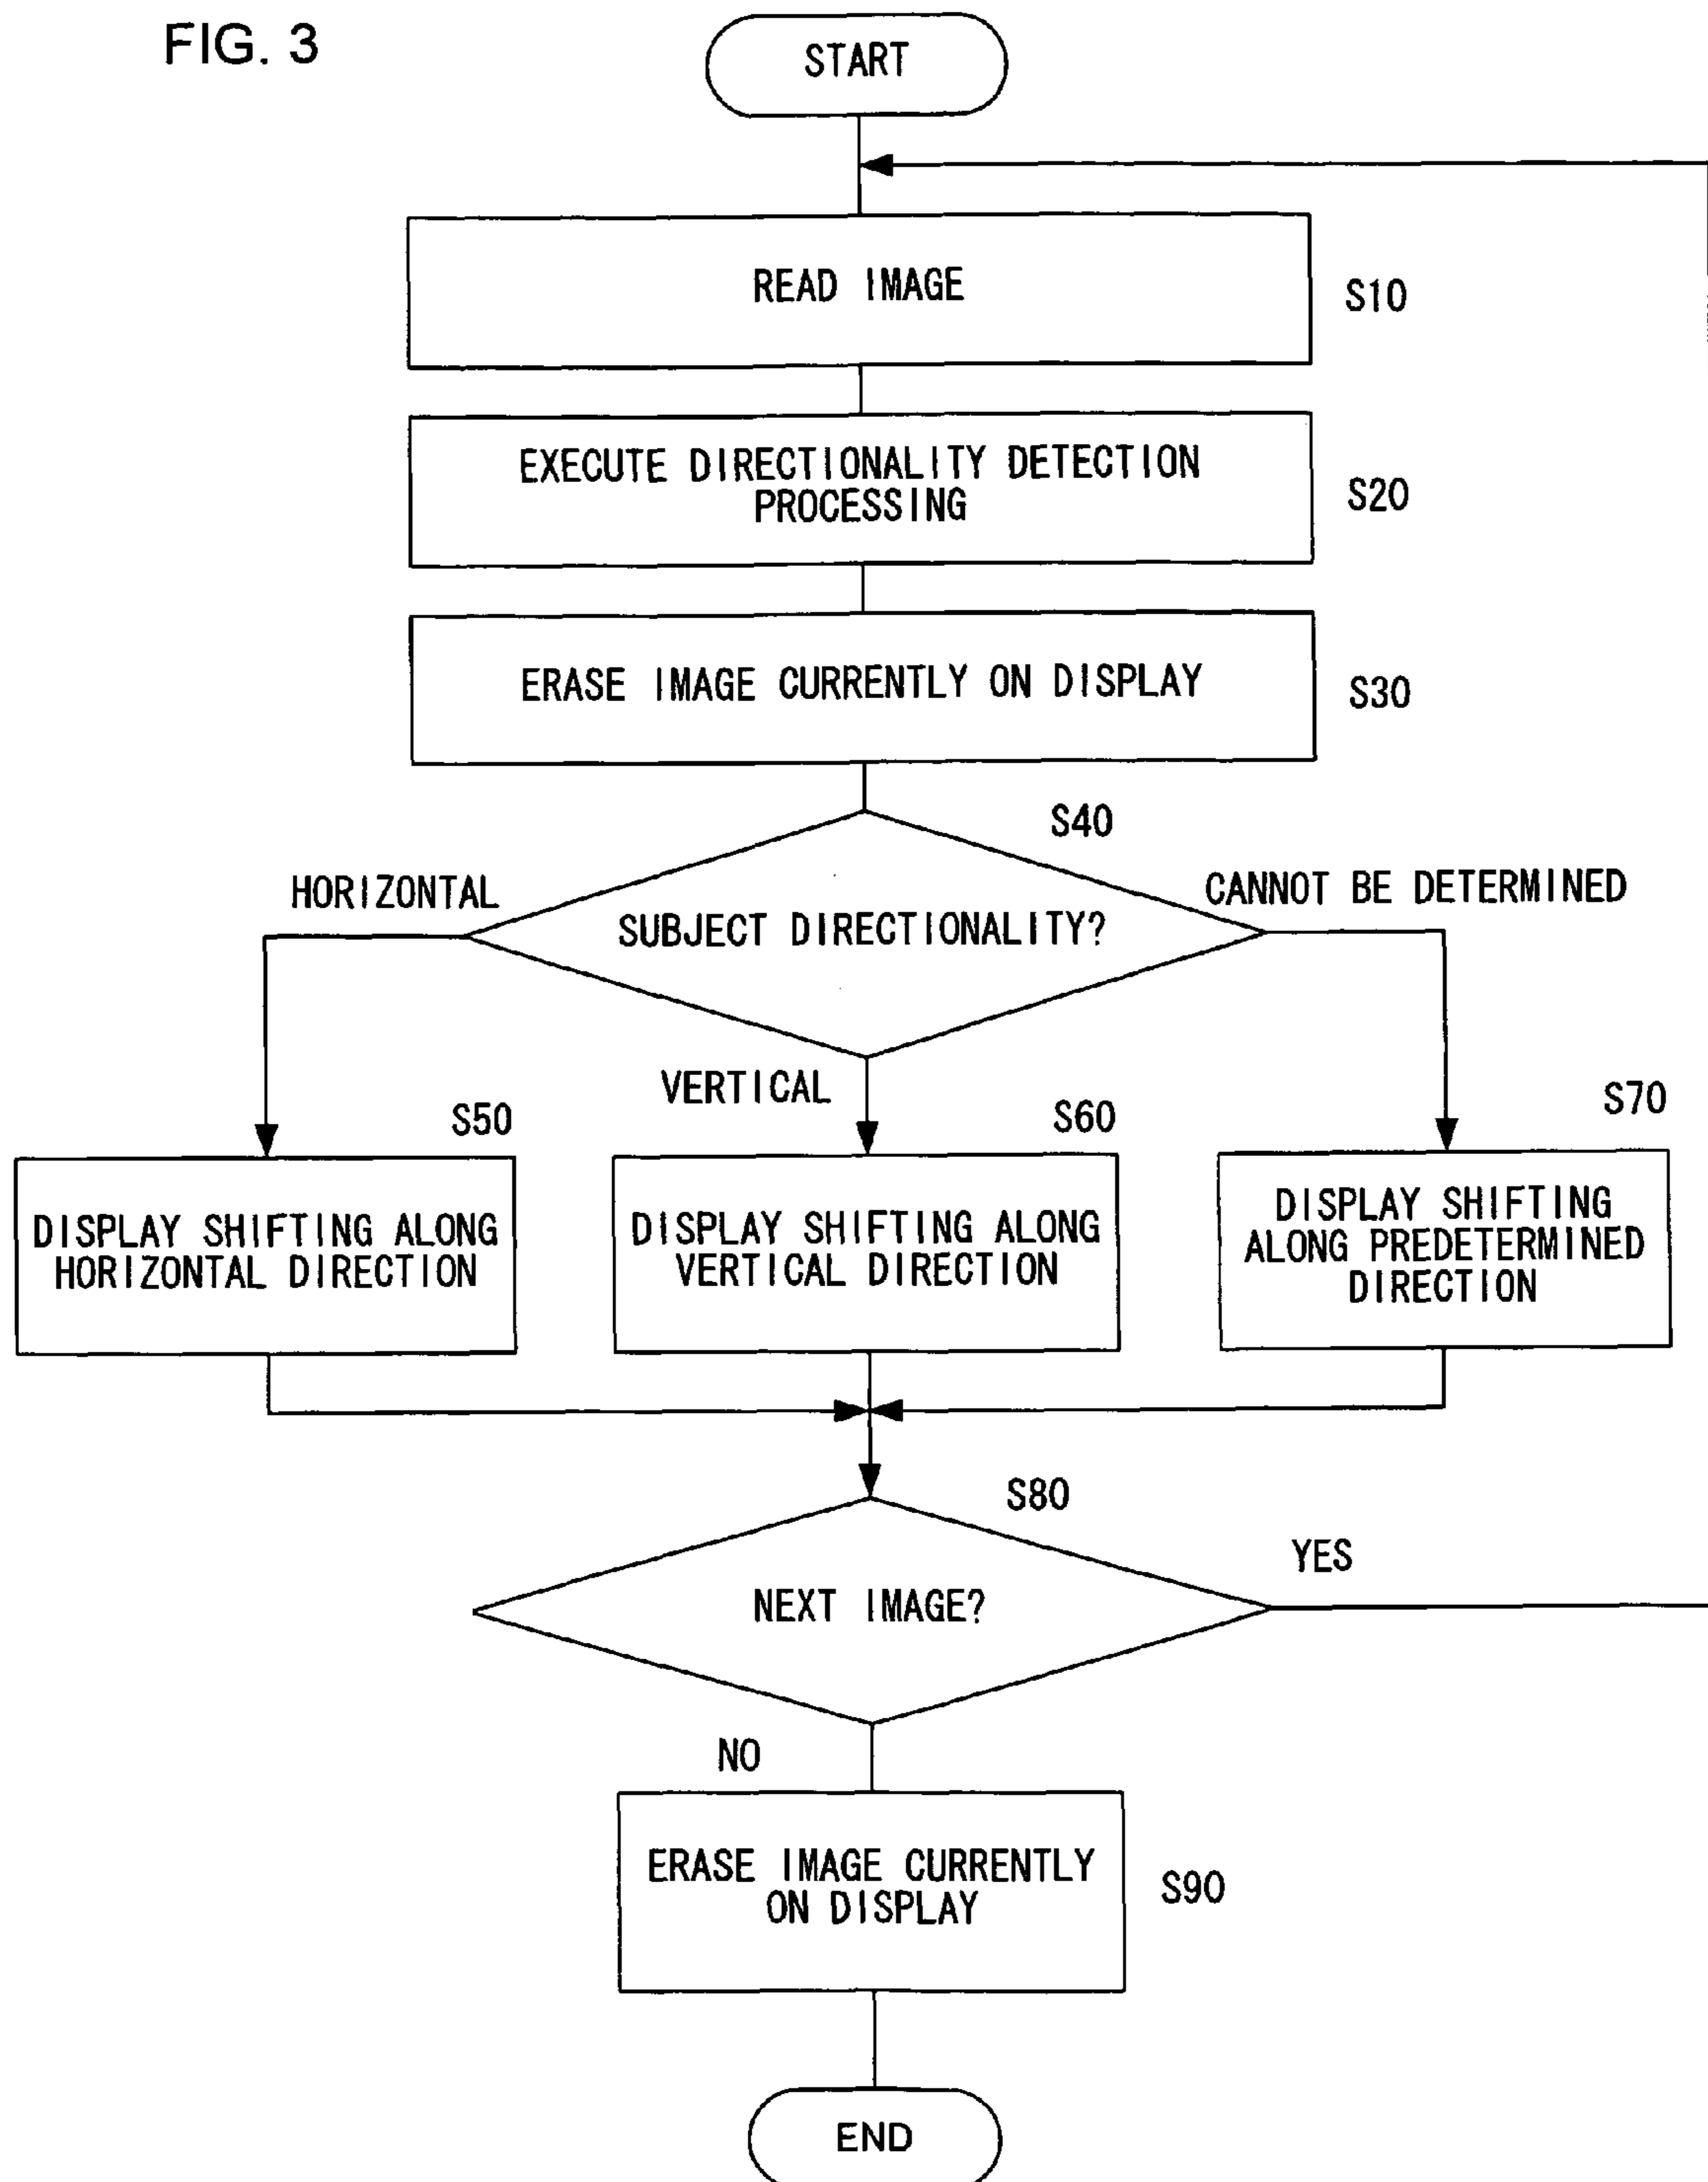 FIG. 3
START
READ IMAGE
S10
EXECUTE DIRECTIONALITY DETECTION
PROCESSING
S20
ERASE IMAGE CURRENTLY ON DISPLAY
S30
S40
HORIZONTAL
SUBJECT DIRECTIONALITY?
CANNOT BE DETERMINED
VERTICAL
S50
S60
S70
DISPLAY SHIFTING ALONG
HORIZONTAL DIRECTION
DISPLAY SHIFTING ALONG
VERTICAL DIRECTION
DISPLAY SHIFTING
ALONG PREDETERMINED
DIRECTION
S80
NEXT IMAGE?
YES
NO
ERASE IMAGE CURRENTLY
ON DISPLAY
S90
END